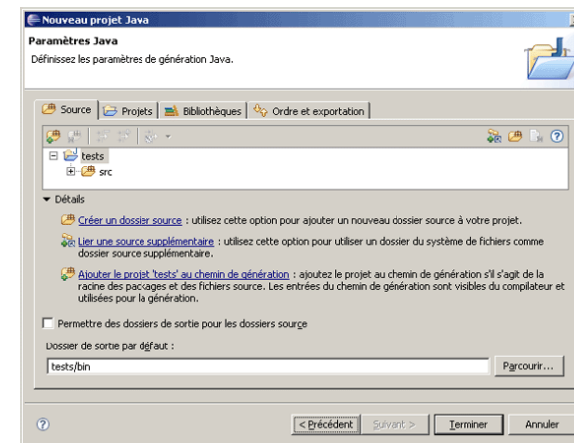 Nouveau projet Java
Paramètres Java
Définissez les paramètres de génération Java.
Source Projets Bibliothèques Ordre et exportation
tests
src
Détails
Créer un dossier source : utilisez cette option pour ajouter un nouveau dossier source à votre projet.
Lier une source supplémentaire : utilisez cette option pour utiliser un dossier du système de fichiers comme
dossier source supplémentaire.
Ajouter le projet 'tests' au chemin de génération : ajoutez le projet au chemin de génération s'il s'agit de la
racine des packages et des fichiers source. Les entrées du chemin de génération sont visibles du compilateur et
utilisées pour la génération.
Permettre des dossiers de sortie pour les dossiers source
Dossier de sortie par défaut :
tests/bin
Parcourir...
< Précédent Suivant > Terminer Annuler